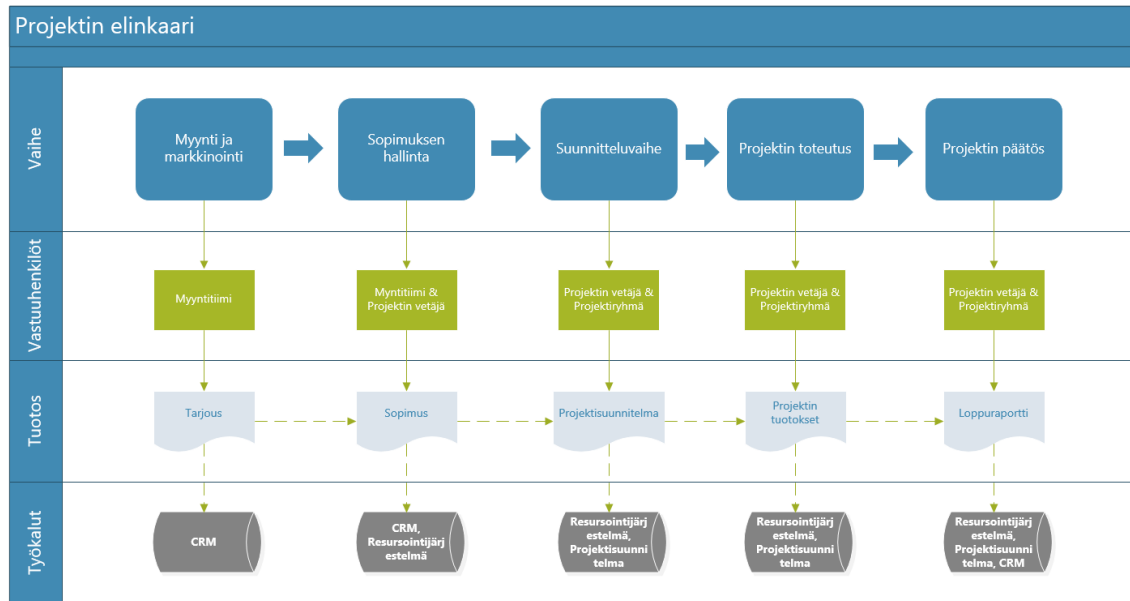 Projektin elinkaari
Vaihe
Myynti ja
markkinointi
Sopimuksen
hallinta
Suunnitteluvaihe
Projektin toteutus
Projektin päätös
Vastuuhenkilöt
Myyntitiimi
Myntitiimi &
Projektin vetäjä
Projektin vetäjä &
Projektiryhmä
Projektin vetäjä &
Projektiryhmä
Projektin vetäjä &
Projektiryhmä
Tuotos
Tarjous
Sopimus
Projektisuunnitelma
Projektin
tuotokset
Loppuraportti
Työkalut
CRM
CRM,
Resursointijärj
estelmä
Resursointijärj
estelmä,
Projektisuunni
telma
Resursointijärj
estelmä,
Projektisuunni
telma
Resursointijärj
estelmä,
Projektisuunni
telma, CRM